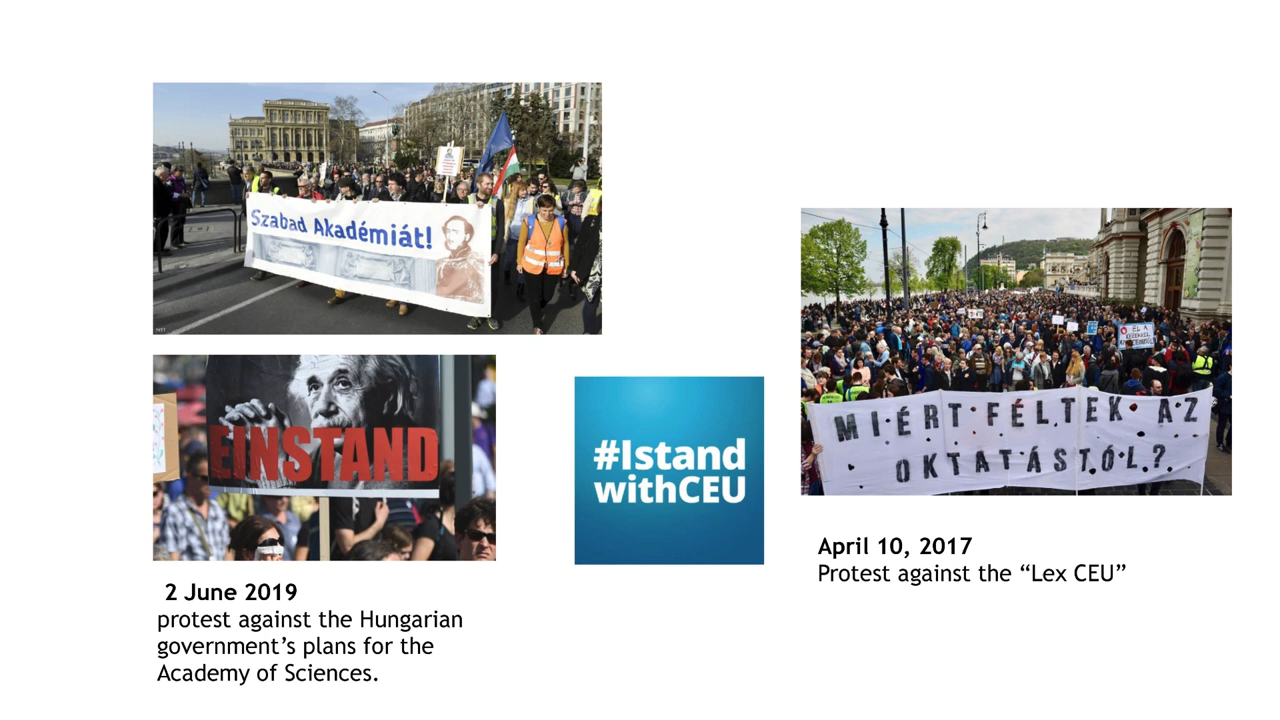 Szabad Akadémiát!
MTI
EINSTAND
#Istand
withCEU
MIÉRT FÉLTEK AZ
OKTATÁSTÓL?
April 10, 2017
Protest against the “Lex CEU”
2 June 2019
protest against the Hungarian
government’s plans for the
Academy of Sciences.